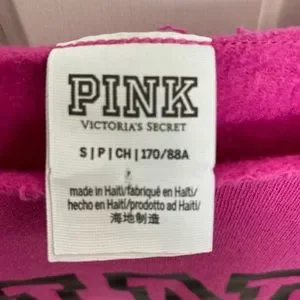 PINK
VICTORIA'S SECRET
S | P | CH | 170/88A
made in Haiti/fabriqué en Haïti/
hecho en Haití/prodotto ad Haiti/
海地制造